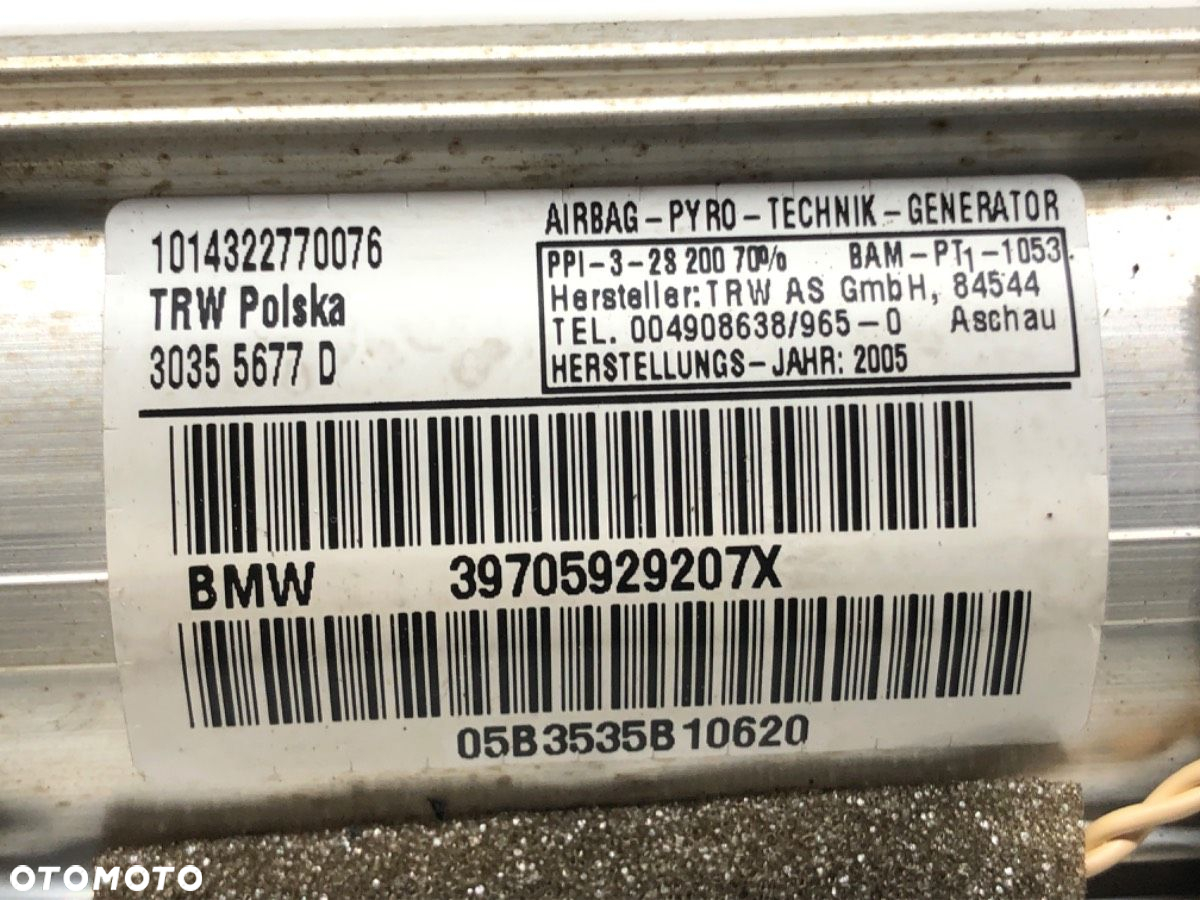 1014322770076
TRW Polska
3035 5677 D
AIRBAG-PYRO-TECHNIK-GENERATOR
PPI-3-28 200 70% BAM-PT1-1053.
Hersteller: TRW AS GmbH, 84544
TEL. 004908638/965-0 Aschau
HERSTELLUNGS-JAHR: 2005
BMW 39705929207X
05B3535B10620
OTOMOTO